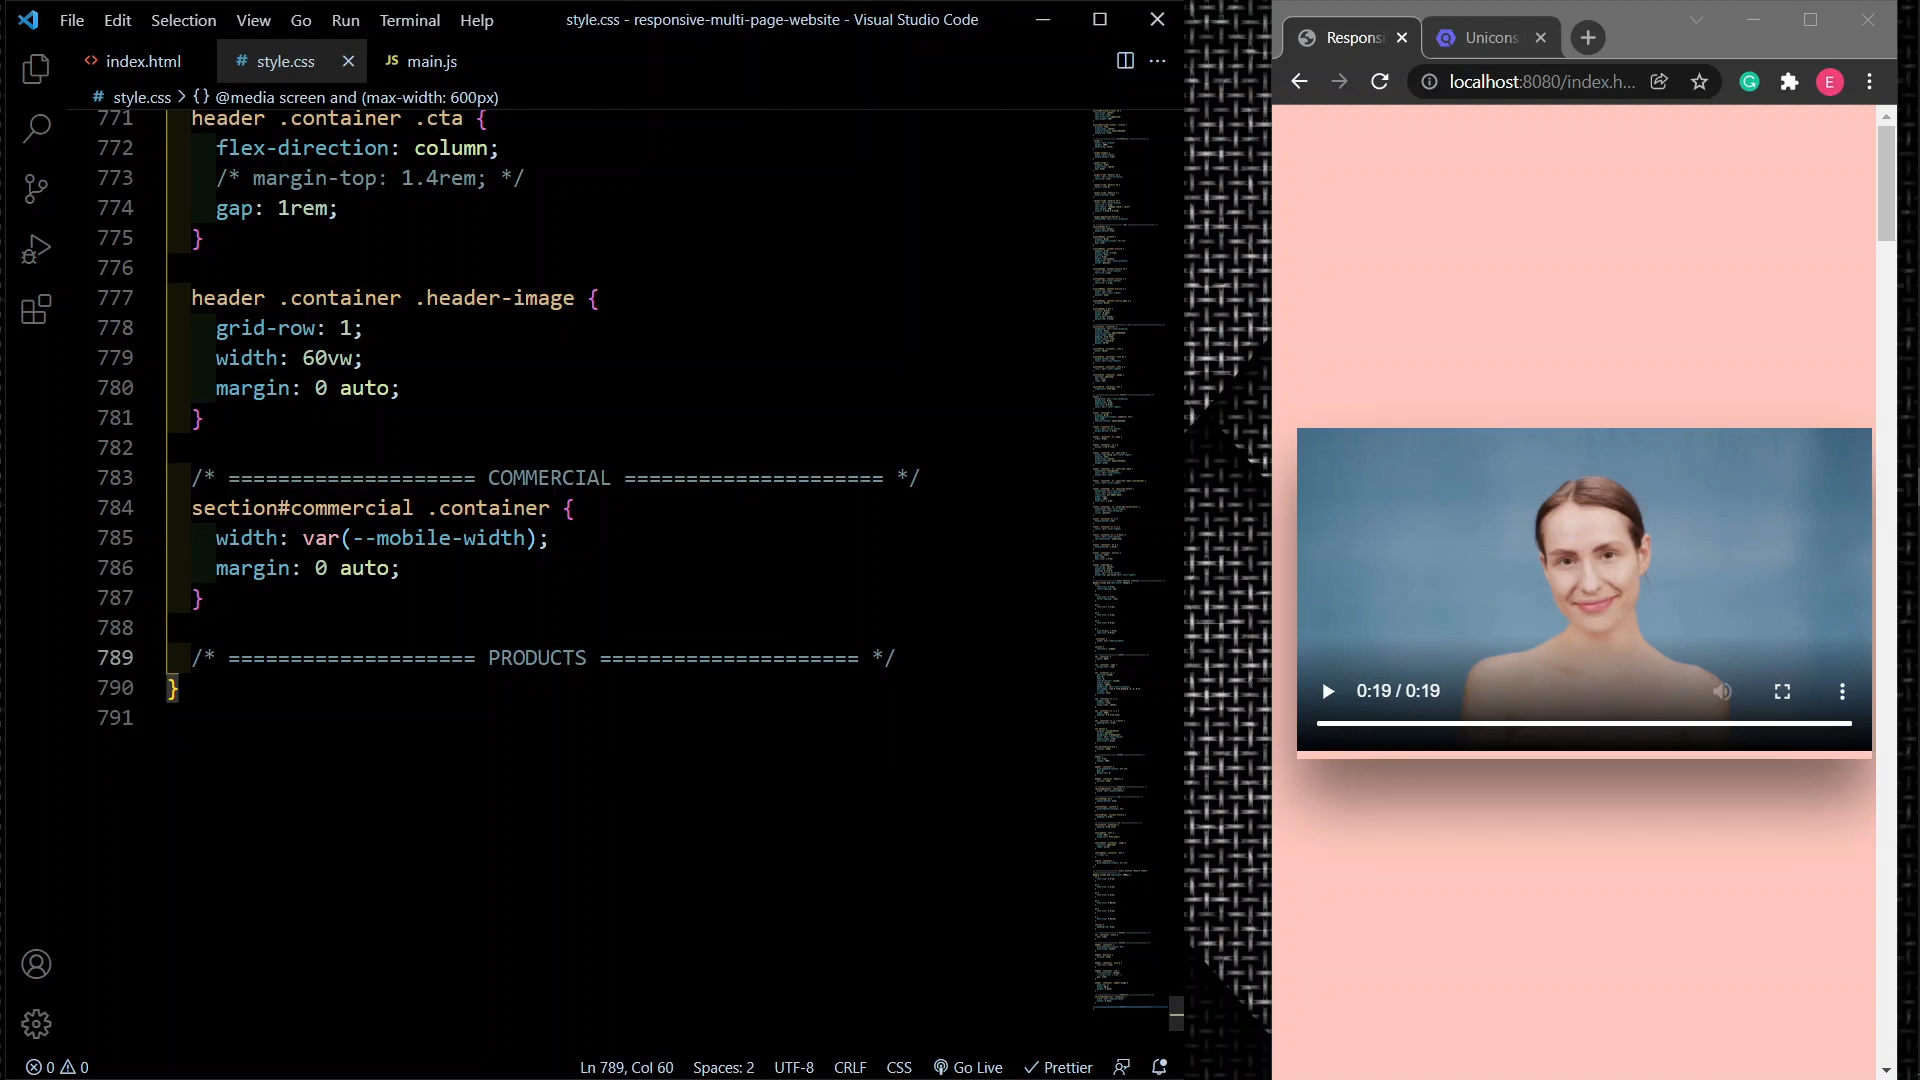 File Edit Selection View Go Run Terminal Help
style.css - responsive-multi-page-website - Visual Studio Code
index.html
# style.css
JS main.js
# style.css > {} @media screen and (max-width: 600px)
771 header .container .cta {
772 flex-direction: column;
773 /* margin-top: 1.4rem; */
774 gap: 1rem;
775 }
776
777 header .container .header-image {
778 grid-row: 1;
779 width: 60vw;
780 margin: 0 auto;
781 }
782
783 /* ==================== COMMERCIAL ===================== */
784 section#commercial .container {
785 width: var(--mobile-width);
786 margin: 0 auto;
787 }
788
789 /* ==================== PRODUCTS ===================== */
790 }
791
0 0
Ln 789, Col 60 Spaces: 2 UTF-8 CRLF CSS Go Live Prettier
Respons
Unicons
localhost:8080/index.h...
E
0:19 / 0:19